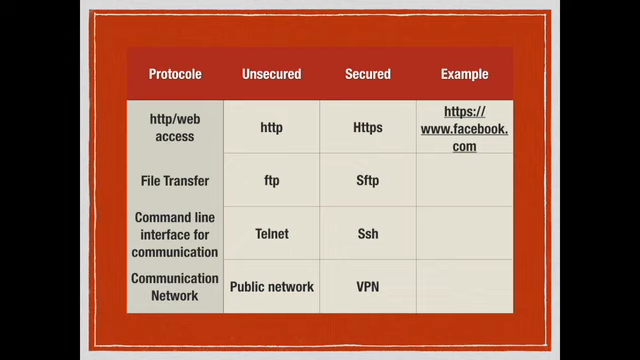 Protocole Unsecured Secured Example
http/web
access
http Https
https://
www.facebook.
com
File Transfer ftp Sftp
Command line
interface for
communication
Telnet Ssh
Communication
Network
Public network VPN